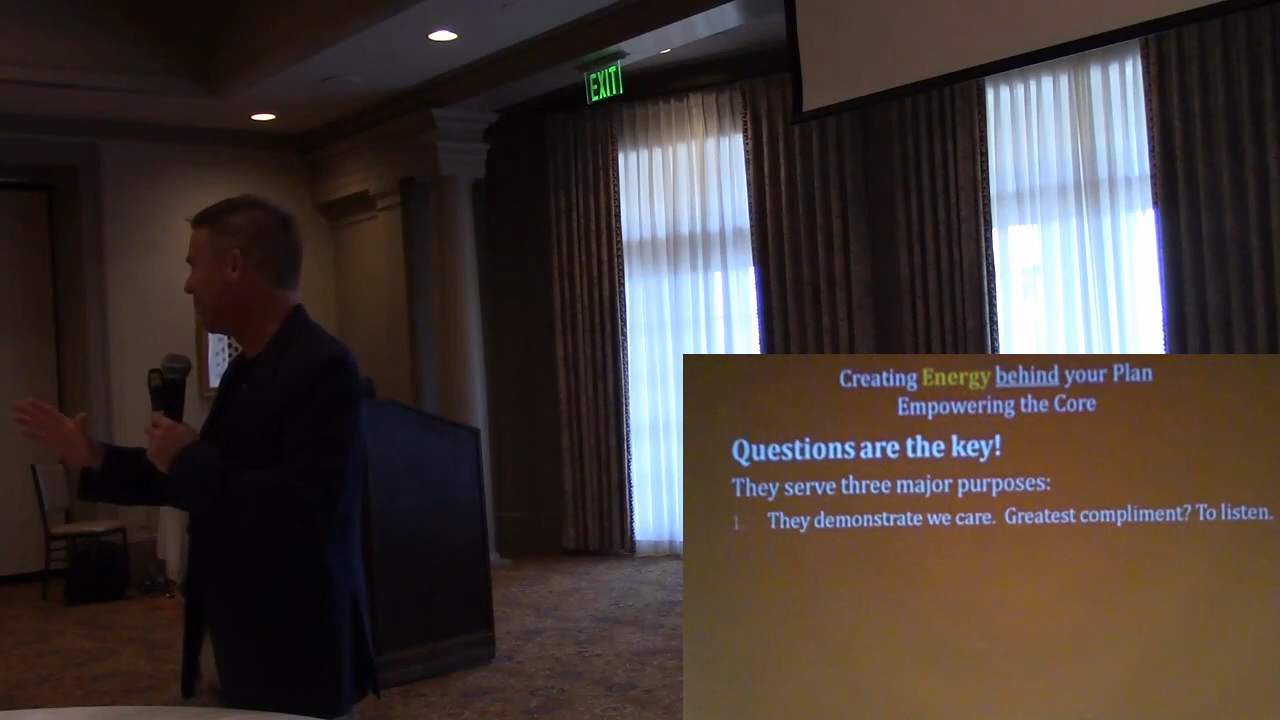 EXIT
Creating Energy behind your Plan
Empowering the Core
Questions are the key!
They serve three major purposes:
1. They demonstrate we care. Greatest compliment? To listen.